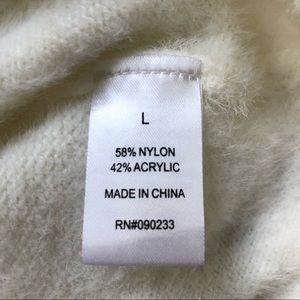 L
58% NYLON
42% ACRYLIC
MADE IN CHINA
RN#090233